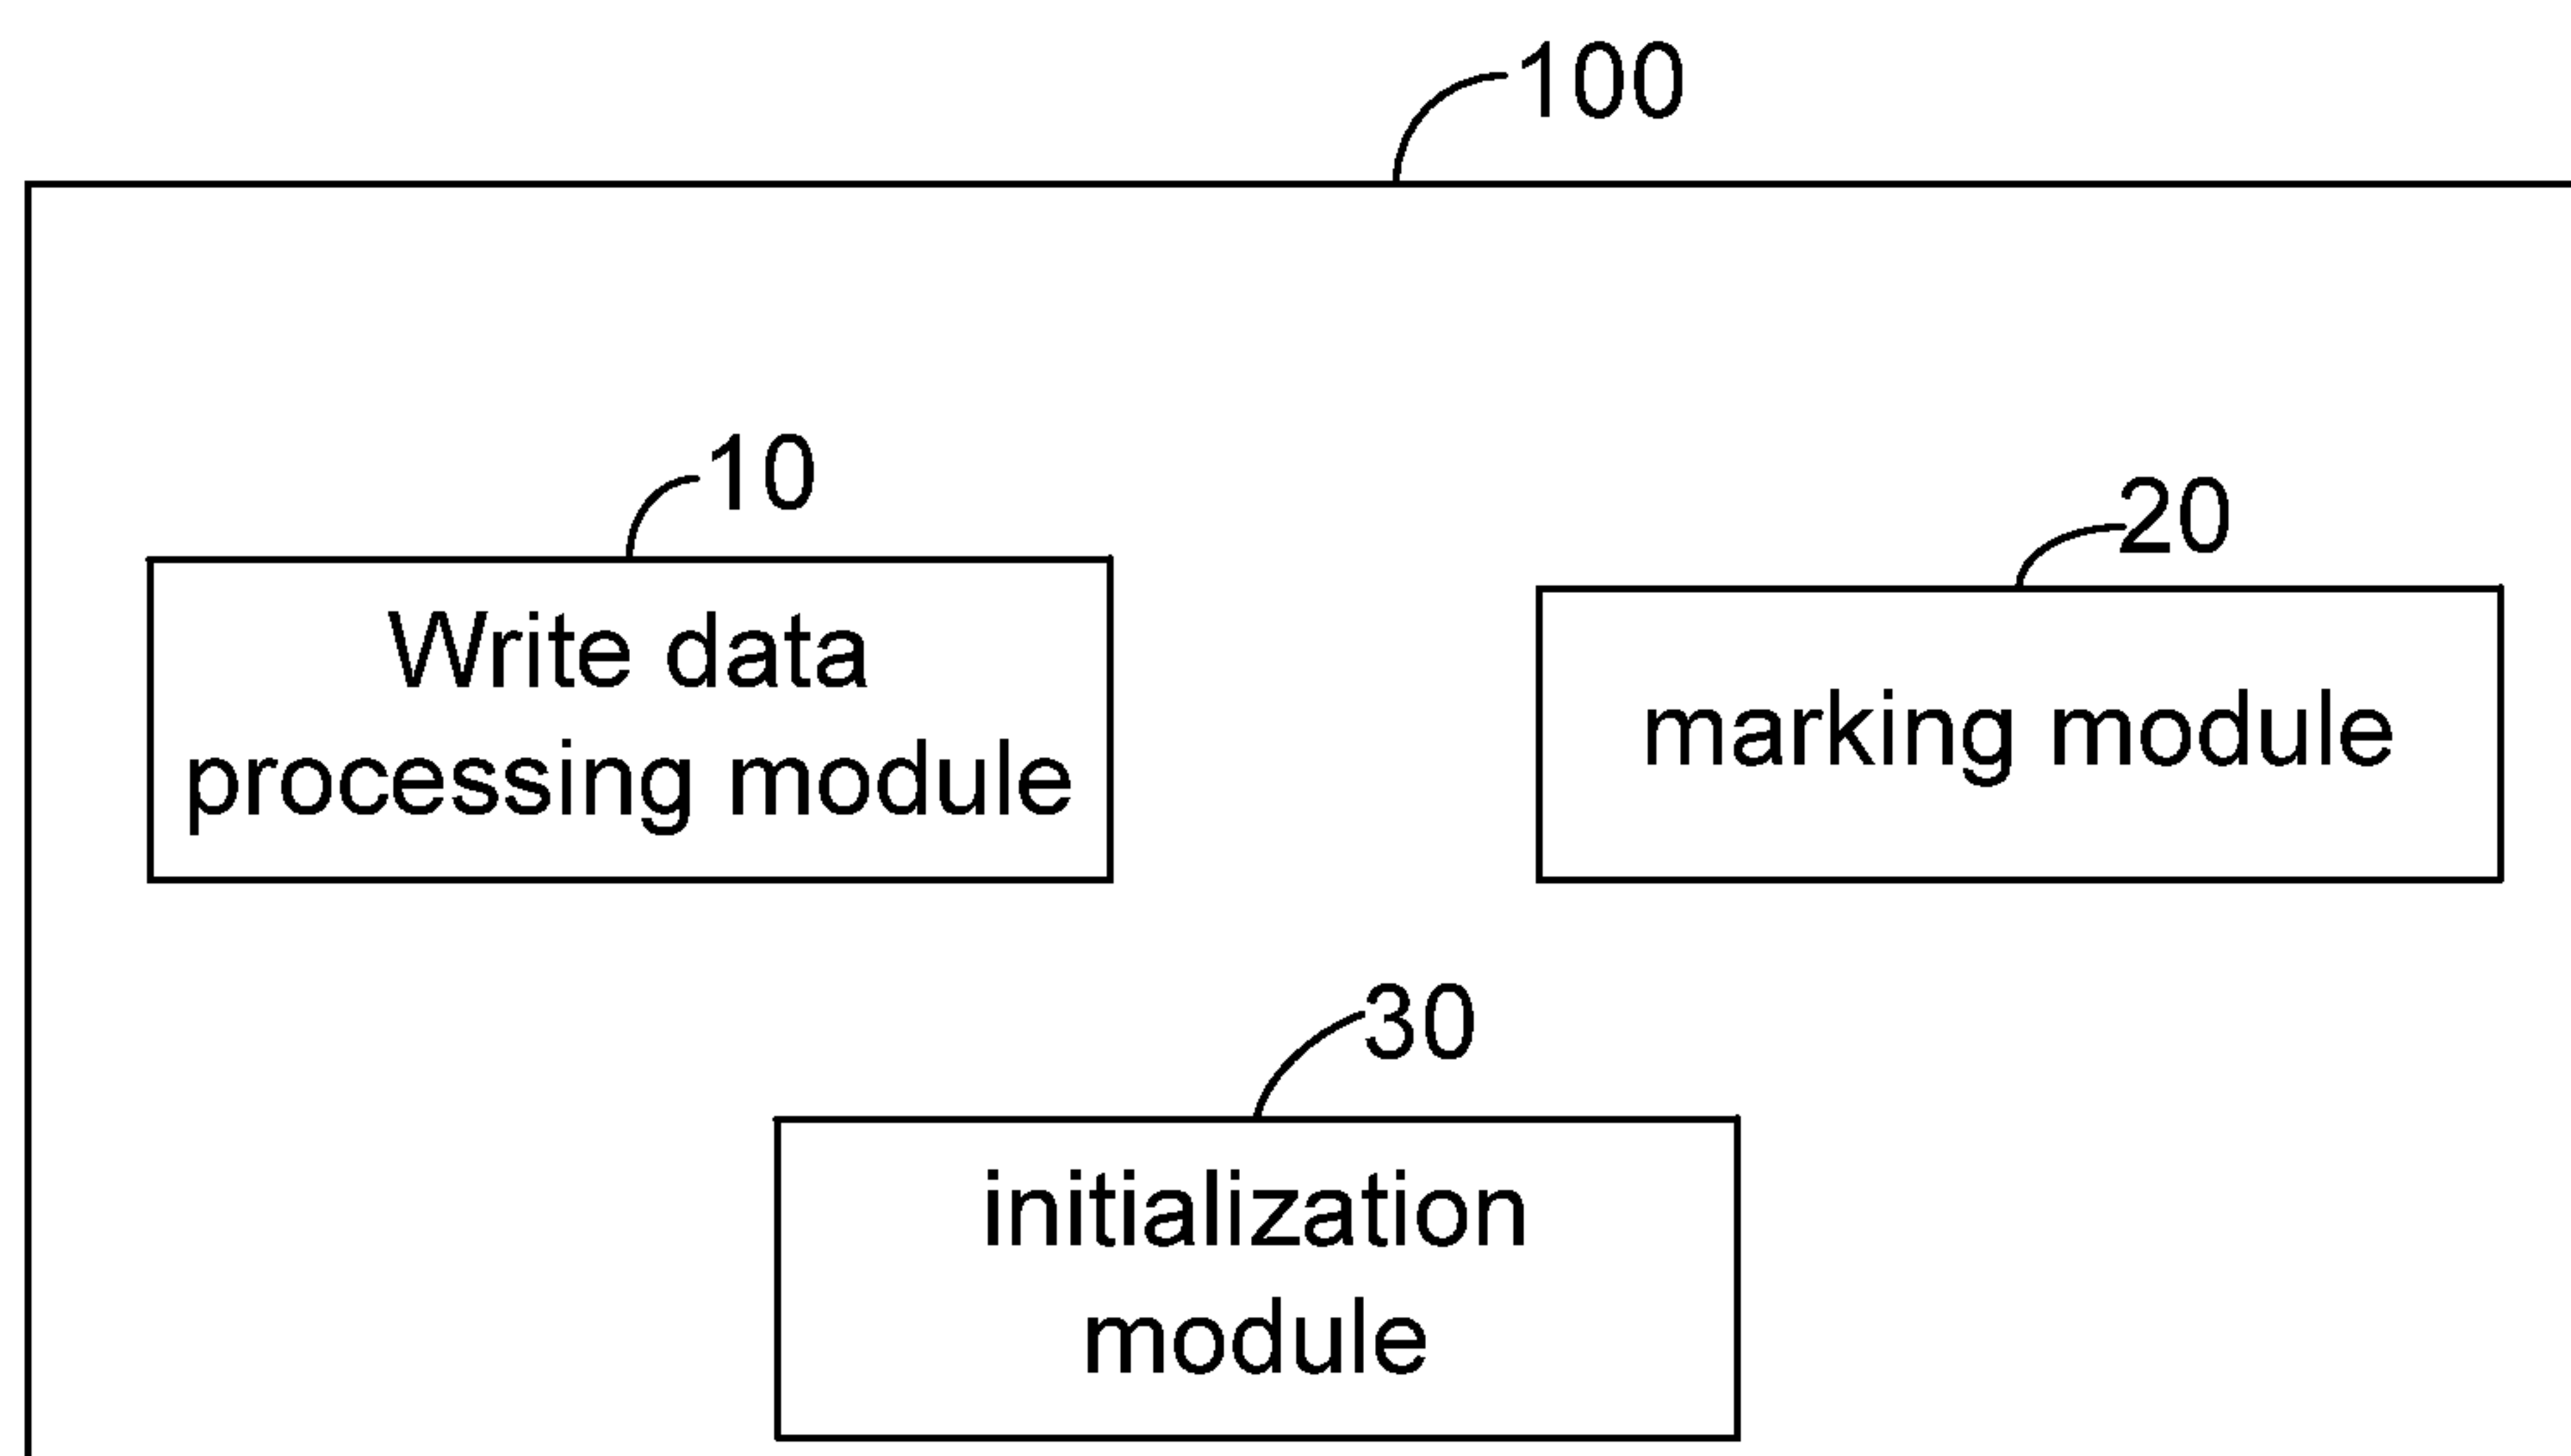 100
10
Write data
processing module
20
marking module
30
initialization
module